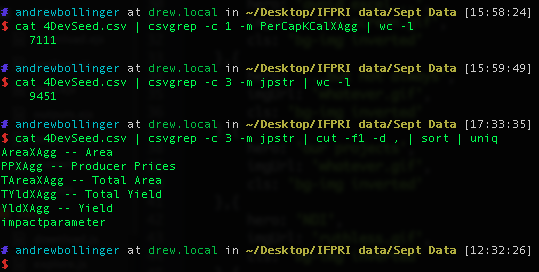 # andrewbollinger at drew.local in ~/Desktop/IFPRI data/Sept Data [15:58:24]
$ cat 4DevSeed.csv | csvgrep -c 1 -m PerCapKCalXAgg | wc -l
7111
# andrewbollinger at drew.local in ~/Desktop/IFPRI data/Sept Data [15:59:49]
$ cat 4DevSeed.csv | csvgrep -c 3 -m jpstr | wc -l
9451
# andrewbollinger at drew.local in ~/Desktop/IFPRI data/Sept Data [17:33:35]
$ cat 4DevSeed.csv | csvgrep -c 3 -m jpstr | cut -f1 -d , | sort | uniq
AreaXAgg -- Area
PPXAgg -- Producer Prices
TAreaXAgg -- Total Area
TYldXAgg -- Total Yield
YldXAgg -- Yield
impactparameter
# andrewbollinger at drew.local in ~/Desktop/IFPRI data/Sept Data [12:32:26]
$